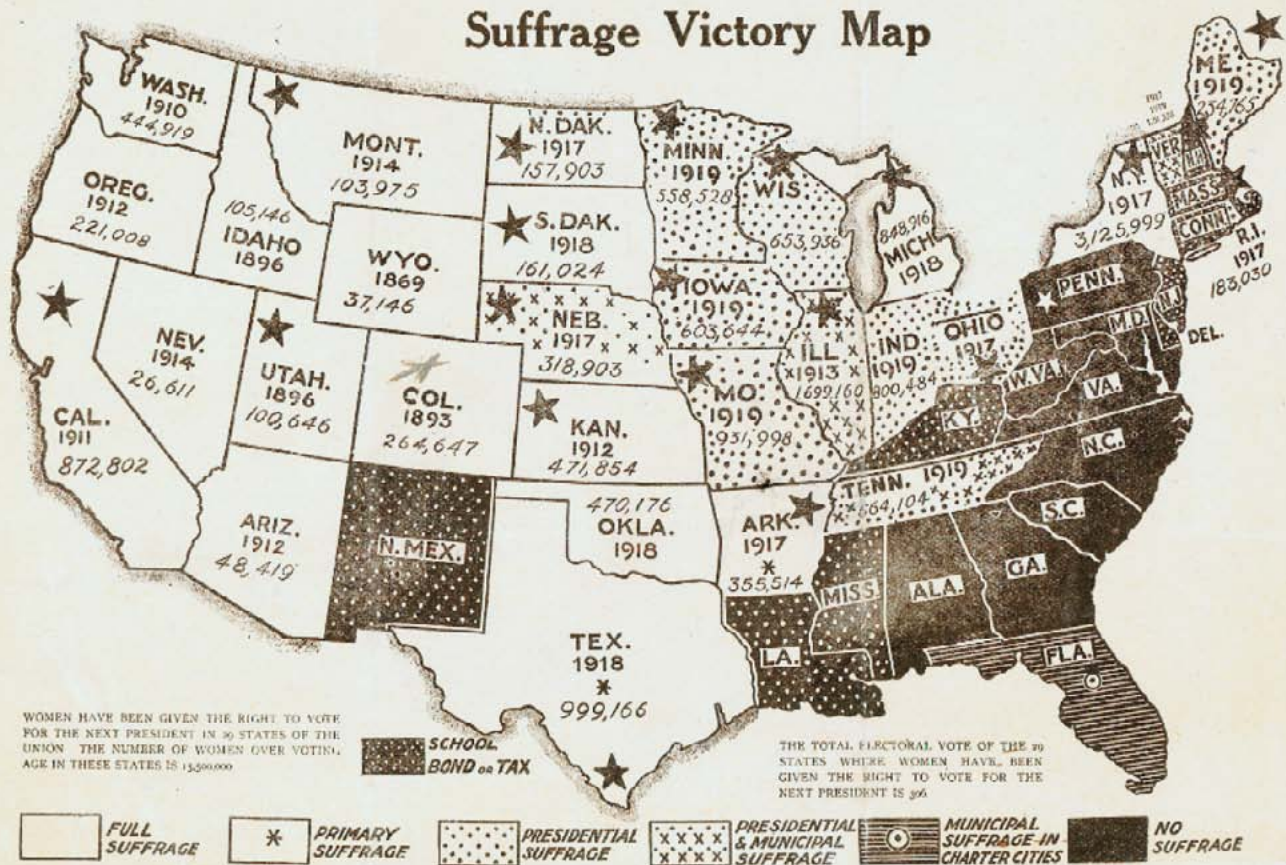 Suffrage Victory Map
WASH.
1910
444,919
OREG.
1912
221,008
CAL.
1911
872,802
NEV.
1914
26,611
105,146
IDAHO
1896
MONT.
1914
103,975
WYO.
1869
37,146
UTAH.
1896
100,646
COL.
1893
264,647
ARIZ.
1912
48,419
N.MEX.
N.DAK.
1917
157,903
S.DAK.
1918
161,024
NEB.
1917
318,903
KAN.
1912
471,854
470,176
OKLA.
1918
TEX.
1918
*
999,166
MINN.
1919
558,528
IOWA
1919
603,644
MO.
1919
931,998
ARK.
1917
*
355,514
LA.
WIS
653,936
ILL
1913
1699,160
848,916
MICH
1918
IND
1919
800,484
OHIO
1917
KY.
TENN. 1919
664,104
MISS.
ALA.
GA.
FLA.
S.C.
N.C.
VA.
W.VA.
M.D.
DEL.
N.J.
PENN.
N.Y.
1917
3,125,999
VER.
N.H.
MASS.
CONN.
R.I.
1917
183,030
ME.
1919
254,765
1917
1919
WOMEN HAVE BEEN GIVEN THE RIGHT TO VOTE
FOR THE NEXT PRESIDENT IN 29 STATES OF THE
UNION THE NUMBER OF WOMEN OVER VOTING
AGE IN THESE STATES IS 15,500,000
SCHOOL
BOND OR TAX
THE TOTAL ELECTORAL VOTE OF THE 29
STATES WHERE WOMEN HAVE BEEN
GIVEN THE RIGHT TO VOTE FOR THE
NEXT PRESIDENT IS 306
FULL
SUFFRAGE
*
PRIMARY
SUFFRAGE
PRESIDENTIAL
SUFFRAGE
PRESIDENTIAL
& MUNICIPAL
SUFFRAGE
MUNICIPAL
SUFFRAGE IN
CHARTER CITIES
NO
SUFFRAGE